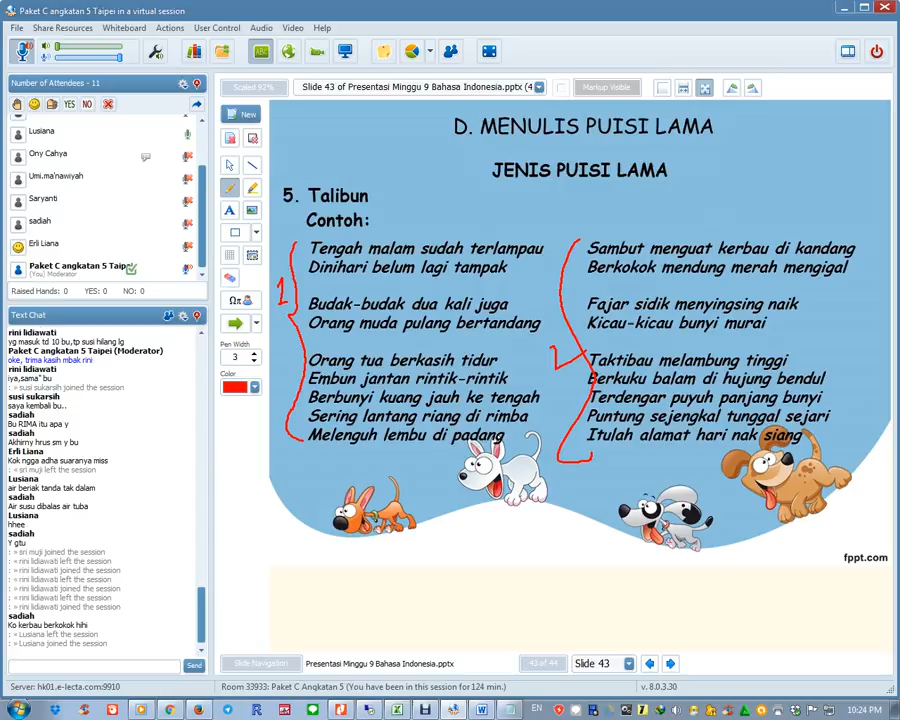 Paket C angkatan 5 Taipei in a virtual session
File Share Resources Whiteboard Actions User Control Audio Video Help
Number of Attendees - 11
YES NO
Lusiana
Ony Cahya
Umi.ma'nawiyah
Saryanti
sadiah
Erli Liana
Paket C angkatan 5 Taip
[You] Moderator
Raised Hands: 0 YES: 0 NO: 0
Text Chat
rini lidiawati
yg masuk td 10 bu,tp susi hilang lg
Paket C angkatan 5 Taipei (Moderator)
oke, trima kasih mbak rini
rini lidiawati
iya,sama" bu
: » susi sukarsih joined the session
susi sukarsih
saya kembali bu..
sadiah
Bu RIMA itu apa y
sadiah
Akhirny hrus sm y bu
Erli Liana
Kok ngga adha suaranya miss
: » sri muji left the session
Lusiana
air beriak tanda tak dalam
sadiah
Air susu dibalas air tuba
Lusiana
hhee
sadiah
Y gtu
: » sri muji joined the session
: » rini lidiawati left the session
: » rini lidiawati joined the session
: » rini lidiawati left the session
: » rini lidiawati joined the session
: » rini lidiawati left the session
: » rini lidiawati joined the session
sadiah
Ko kerbau berkokok hihi
: » Lusiana left the session
: » Lusiana joined the session
Send
Scaled 92%
Slide 43 of Presentasi Minggu 9 Bahasa Indonesia.pptx (4
Markup Visible
New
A
Ωπ
Pen Width
3
Color
D. MENULIS PUISI LAMA
JENIS PUISI LAMA
5. Talibun
Contoh:
1
Tengah malam sudah terlampau
Dinihari belum lagi tampak
Budak-budak dua kali juga
Orang muda pulang bertandang
Orang tua berkasih tidur
Embun jantan rintik-rintik
Berbunyi kuang jauh ke tengah
Sering lantang riang di rimba
Melenguh lembu di padang
2
Sambut menguat kerbau di kandang
Berkokok mendung merah mengigal
Fajar sidik menyingsing naik
Kicau-kicau bunyi murai
Taktibau melambung tinggi
Berkuku balam di hujung bendul
Terdengar puyuh panjang bunyi
Puntung sejengkal tunggal sejari
Itulah alamat hari nak siang
fppt.com
Slide Navigation
Presentasi Minggu 9 Bahasa Indonesia.pptx
43 of 44
Slide 43
Server: hk01.e-lecta.com:9910
Room 33933: Paket C Angkatan 5 (You have been in this session for 124 min.)
v. 8.0.3.30
EN
10:24 PM